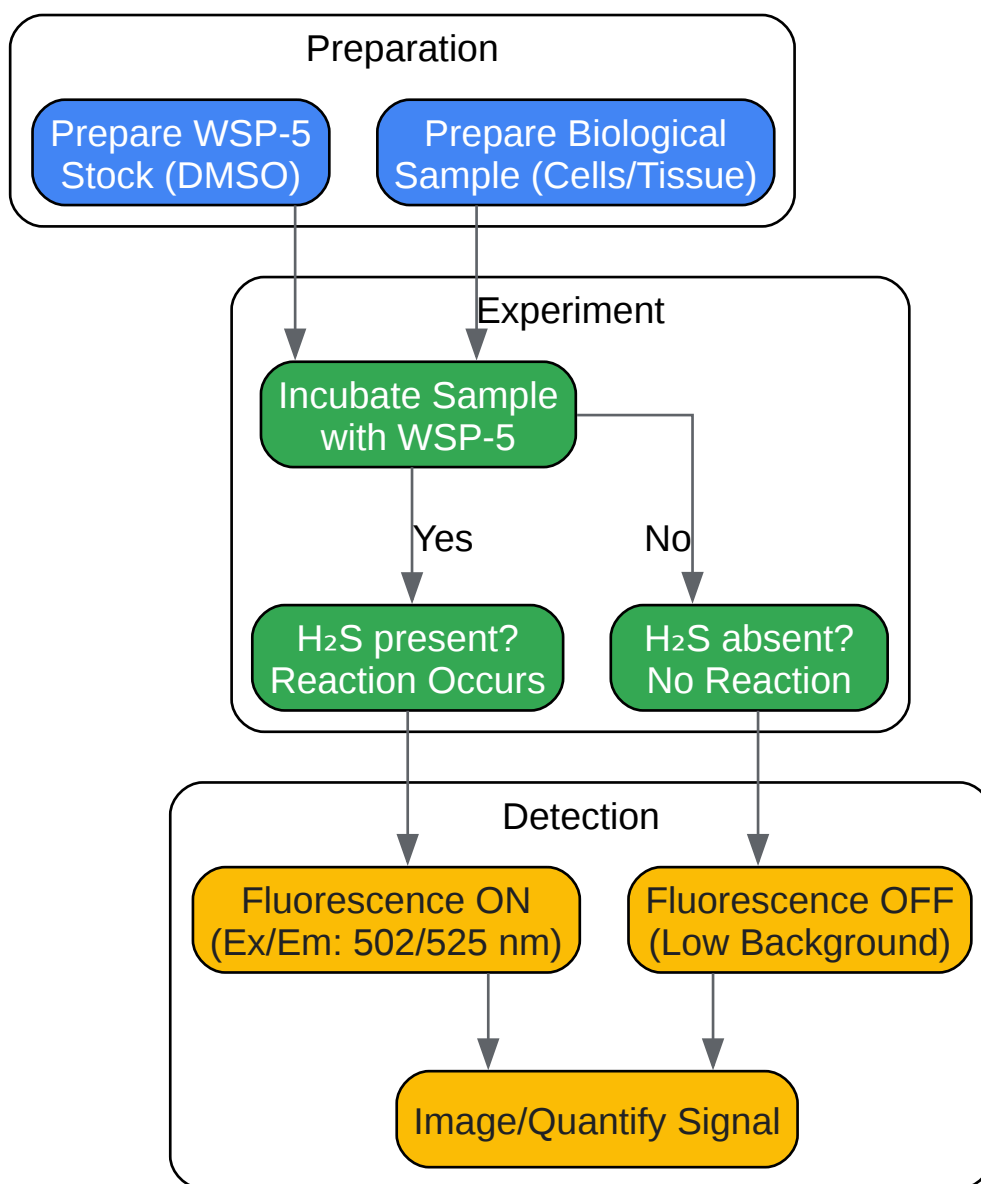 Preparation
Prepare WSP-5
Stock (DMSO)
Prepare Biological
Sample (Cells/Tissue)
Experiment
Incubate Sample
with WSP-5
Yes
No
H₂S present?
Reaction Occurs
H₂S absent?
No Reaction
Detection
Fluorescence ON
(Ex/Em: 502/525 nm)
Fluorescence OFF
(Low Background)
Image/Quantify Signal